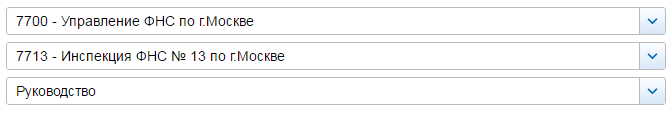 7700 - Управление ФНС по г.Москве
7713 - Инспекция ФНС № 13 по г.Москве
Руководство